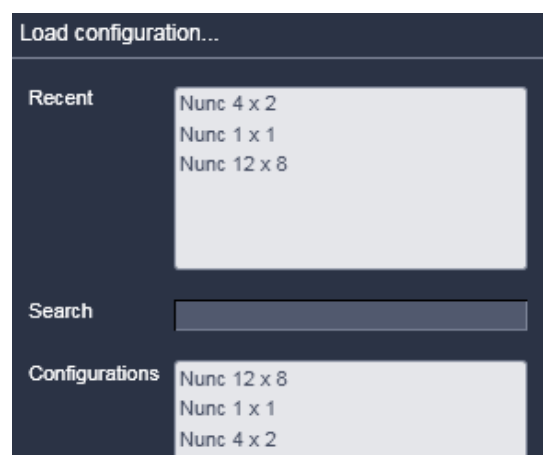 Load configuration...
Recent
Nunc 4 x 2
Nunc 1 x 1
Nunc 12 x 8
Search
Configurations
Nunc 12 x 8
Nunc 1 x 1
Nunc 4 x 2